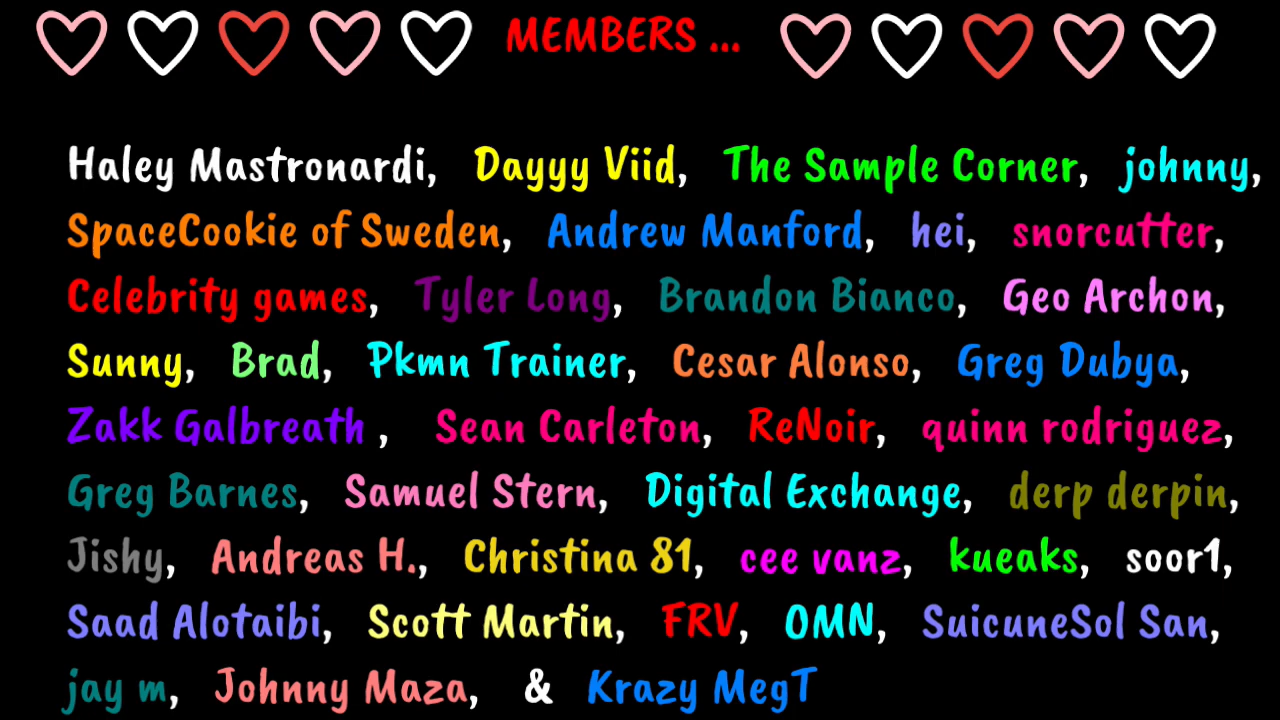 MEMBERS ...
Haley Mastronardi, Dayyy Viid, The Sample Corner, johnny,
SpaceCookie of Sweden, Andrew Manford, hei, snorcutter,
Celebrity games, Tyler Long, Brandon Bianco, Geo Archon,
Sunny, Brad, Pkmn Trainer, Cesar Alonso, Greg Dubya,
Zakk Galbreath , Sean Carleton, ReNoir, quinn rodriguez,
Greg Barnes, Samuel Stern, Digital Exchange, derp derpin,
Jishy, Andreas H., Christina 81, cee vanz, kueaks, soor1,
Saad Alotaibi, Scott Martin, FRV, OMN, SuicuneSol San,
jay m, Johnny Maza, & Krazy MegT